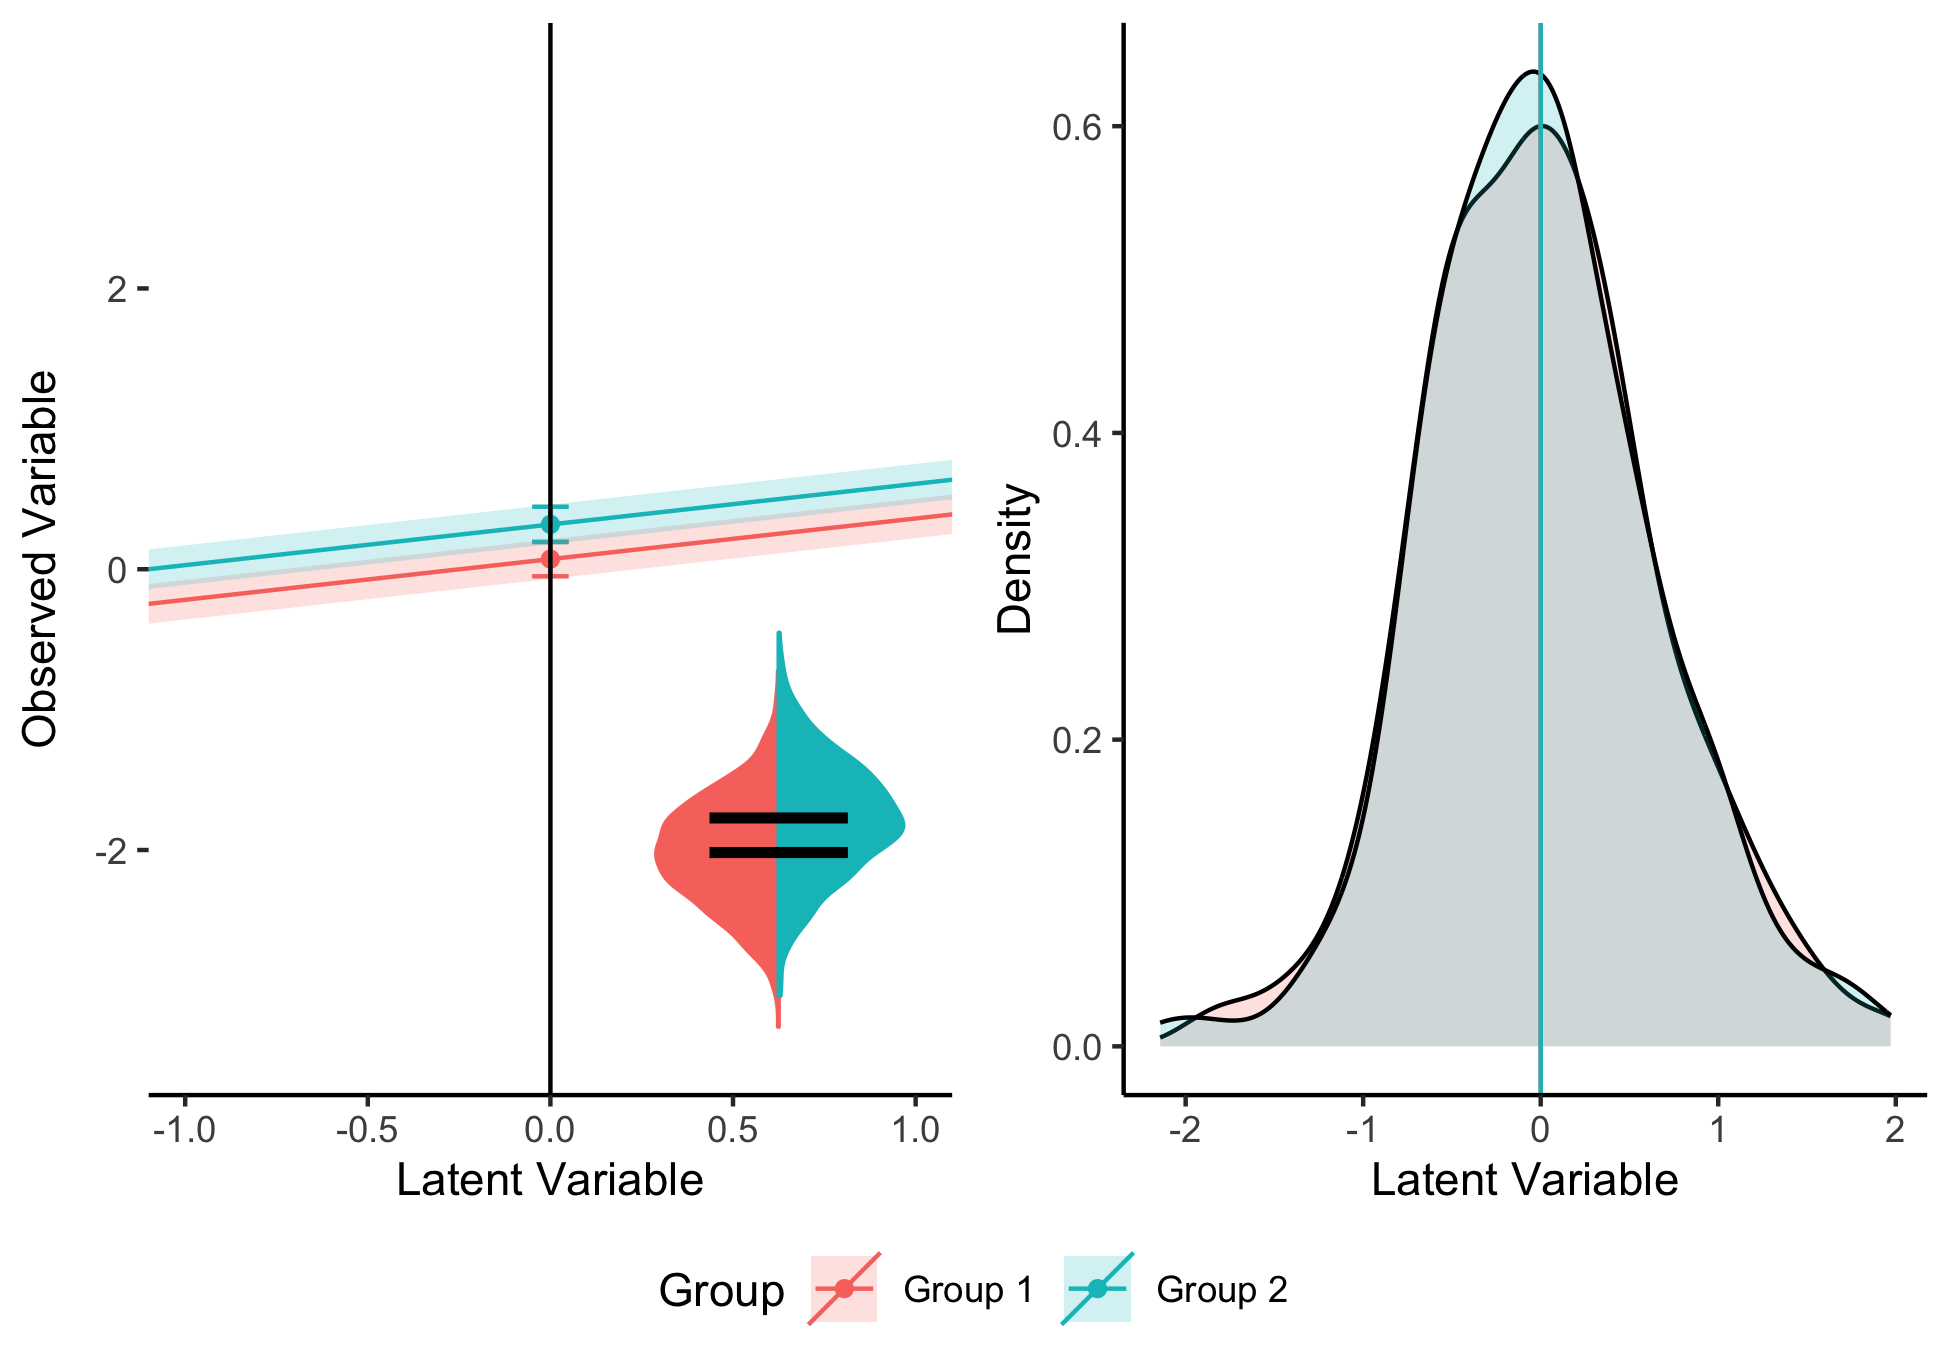 Observed Variable
2
0
-2
-1.0 -0.5 0.0 0.5 1.0
Latent Variable
Density
0.6
0.4
0.2
0.0
-2 -1 0 1 2
Latent Variable
Group Group 1 Group 2